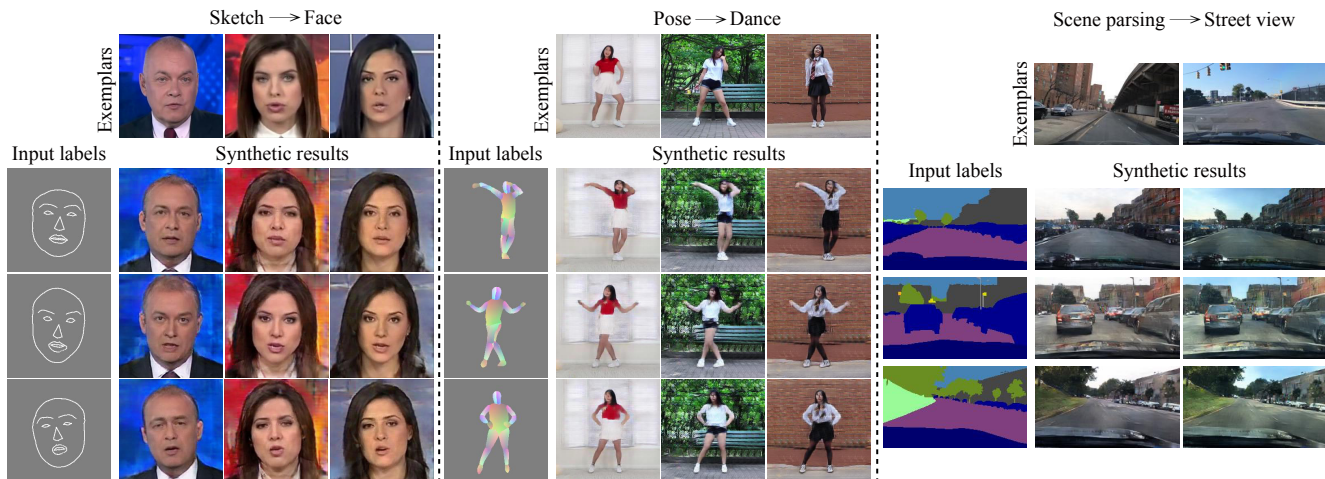 Sketch → Face
Pose → Dance
Scene parsing → Street view
Exemplars
Exemplars
Exemplars
Input labels
Synthetic results
Input labels
Synthetic results
Input labels
Synthetic results